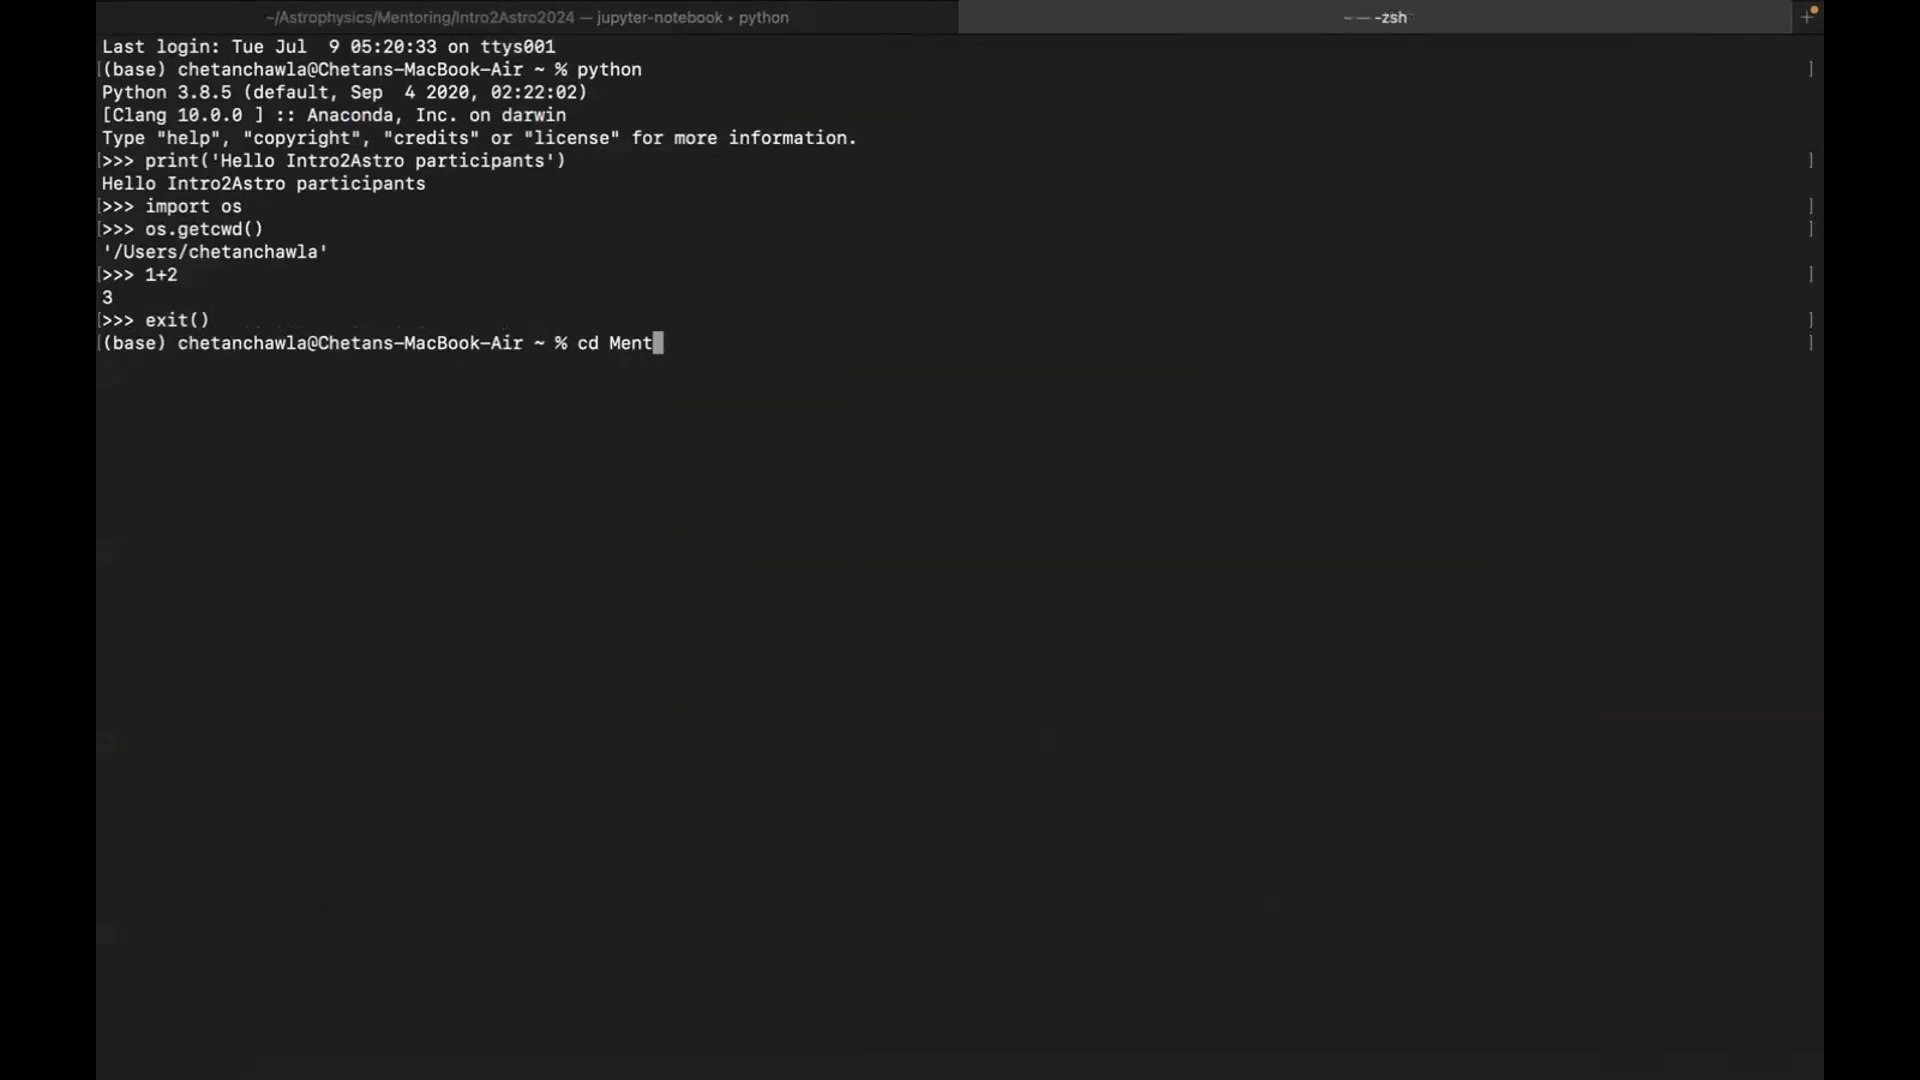 ~/Astrophysics/Mentoring/Intro2Astro2024 — jupyter-notebook ▸ python
~ — -zsh
+
Last login: Tue Jul  9 05:20:33 on ttys001
[(base) chetanchawla@Chetans-MacBook-Air ~ % python ]
Python 3.8.5 (default, Sep  4 2020, 02:22:02)
[Clang 10.0.0 ] :: Anaconda, Inc. on darwin
Type "help", "copyright", "credits" or "license" for more information.
[>>> print('Hello Intro2Astro participants') ]
Hello Intro2Astro participants
[>>> import os ]
[>>> os.getcwd() ]
'/Users/chetanchawla'
[>>> 1+2 ]
3
[>>> exit() ]
[(base) chetanchawla@Chetans-MacBook-Air ~ % cd Ment ]